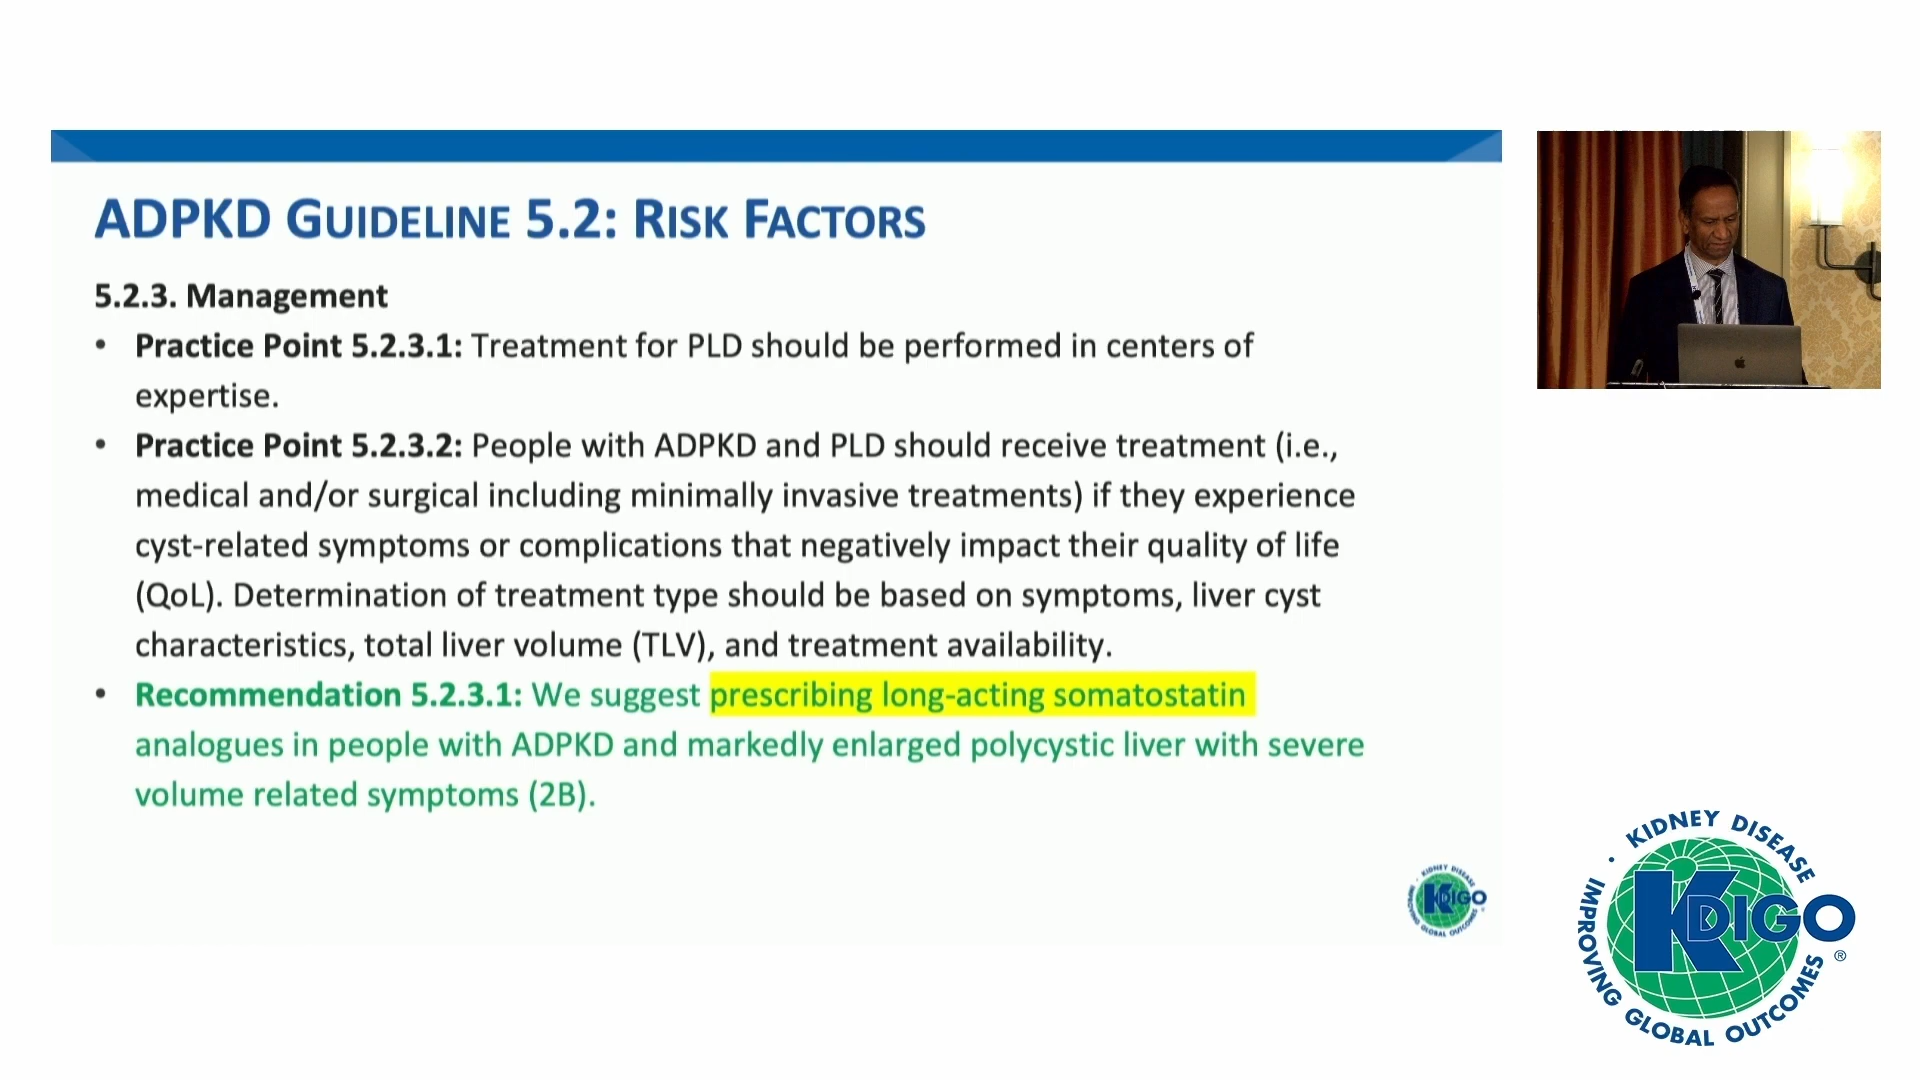 ADPKD GUIDELINE 5.2: RISK FACTORS
5.2.3. Management
• Practice Point 5.2.3.1: Treatment for PLD should be performed in centers of
expertise.
• Practice Point 5.2.3.2: People with ADPKD and PLD should receive treatment (i.e.,
medical and/or surgical including minimally invasive treatments) if they experience
cyst-related symptoms or complications that negatively impact their quality of life
(QoL). Determination of treatment type should be based on symptoms, liver cyst
characteristics, total liver volume (TLV), and treatment availability.
• Recommendation 5.2.3.1: We suggest prescribing long-acting somatostatin
analogues in people with ADPKD and markedly enlarged polycystic liver with severe
volume related symptoms (2B).
KIDNEY DISEASE
KDIGO
IMPROVING GLOBAL OUTCOMES
KIDNEY DISEASE
KDIGO
®
IMPROVING GLOBAL OUTCOMES